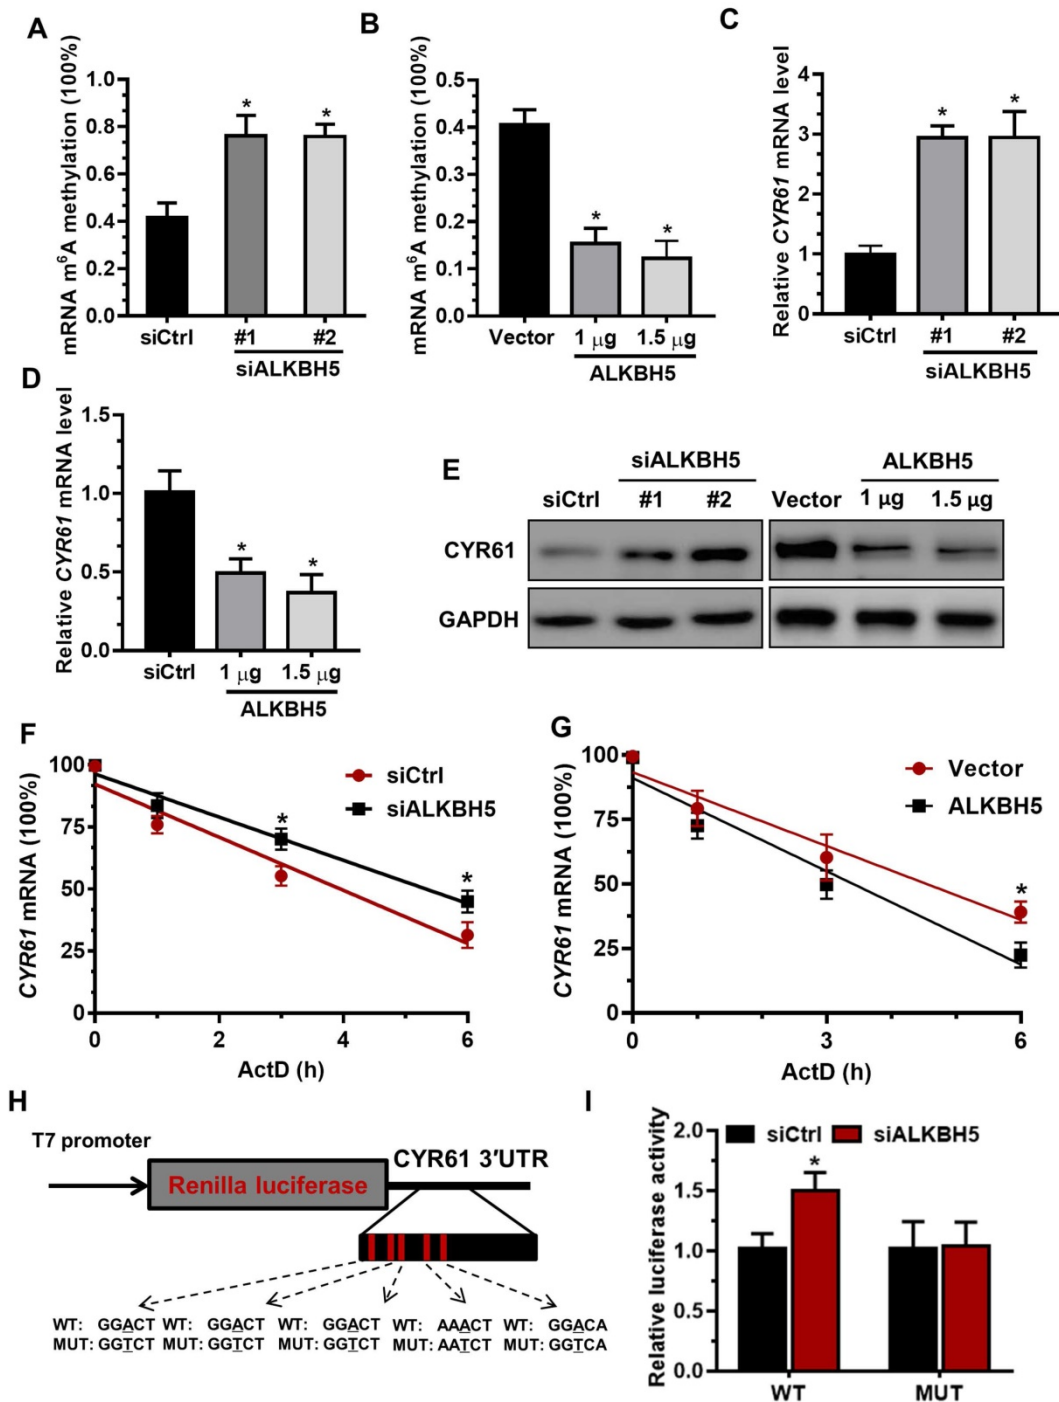 A
mRNA m⁶A methylation (100%)
1.0
0.8
0.6
0.4
0.2
0.0
*
*
siCtrl #1 #2
siALKBH5
B
mRNA m⁶A methylation (100%)
0.5
0.4
0.3
0.2
0.1
0.0
*
*
Vector 1 μg 1.5 μg
ALKBH5
C
Relative CYR61 mRNA level
4
3
2
1
0
*
*
siCtrl #1 #2
siALKBH5
D
Relative CYR61 mRNA level
1.5
1.0
0.5
0.0
*
*
siCtrl 1 μg 1.5 μg
ALKBH5
E
siALKBH5 ALKBH5
siCtrl #1 #2 Vector 1 μg 1.5 μg
CYR61
GAPDH
F
CYR61 mRNA (100%)
100
75
50
25
0
siCtrl
siALKBH5
*
*
0 2 4 6
ActD (h)
G
CYR61 mRNA (100%)
100
75
50
25
0
Vector
ALKBH5
*
0 3 6
ActD (h)
H
T7 promoter
Renilla luciferase
CYR61 3'UTR
WT: GGACT WT: GGACT WT: GGACT WT: AAACT WT: GGACA
MUT: GGTCT MUT: GGTCT MUT: GGTCT MUT: AATCT MUT: GGTCA
I
Relative luciferase activity
2.0
1.5
1.0
0.5
0.0
siCtrl siALKBH5
*
WT MUT